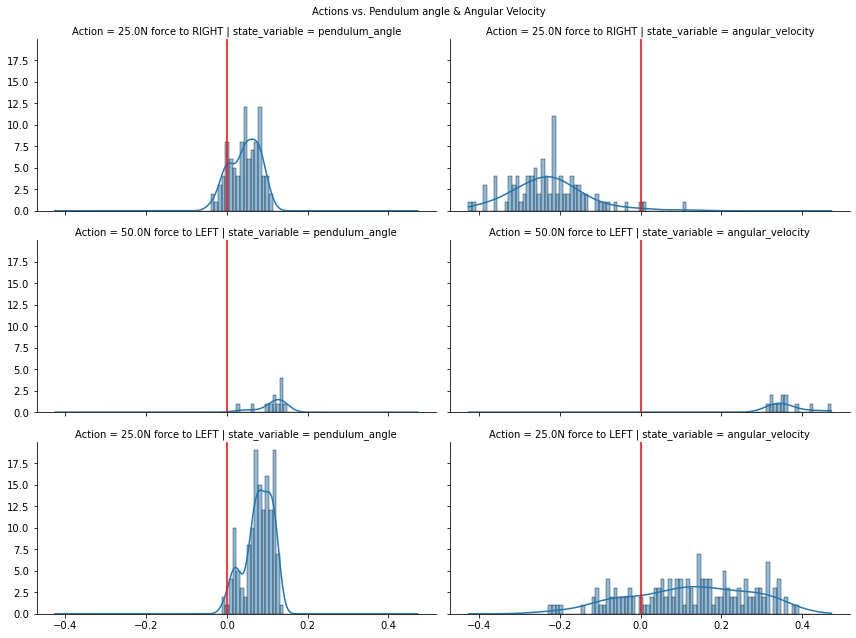 Actions vs. Pendulum angle & Angular Velocity
Action = 25.0N force to RIGHT | state_variable = pendulum_angle
Action = 25.0N force to RIGHT | state_variable = angular_velocity
17.5
15.0
12.5
10.0
7.5
5.0
2.5
0.0
Action = 50.0N force to LEFT | state_variable = pendulum_angle
Action = 50.0N force to LEFT | state_variable = angular_velocity
17.5
15.0
12.5
10.0
7.5
5.0
2.5
0.0
Action = 25.0N force to LEFT | state_variable = pendulum_angle
Action = 25.0N force to LEFT | state_variable = angular_velocity
17.5
15.0
12.5
10.0
7.5
5.0
2.5
0.0
−0.4 −0.2 0.0 0.2 0.4
−0.4 −0.2 0.0 0.2 0.4